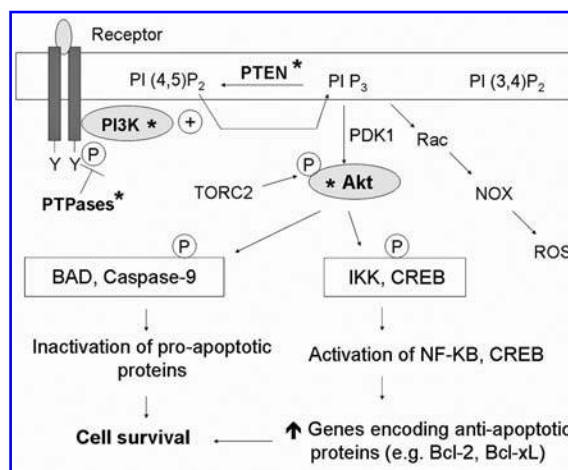 Receptor
PI (4,5)P2
PTEN *
PI P3
PI (3,4)P2
PI3K *
+
Y Y
P
PTPases*
PDK1
Rac
P
* Akt
TORC2
NOX
ROS
P
BAD, Caspase-9
P
IKK, CREB
Inactivation of pro-apoptotic
proteins
Activation of NF-KB, CREB
Cell survival
↑ Genes encoding anti-apoptotic
proteins (e.g. Bcl-2, Bcl-xL)